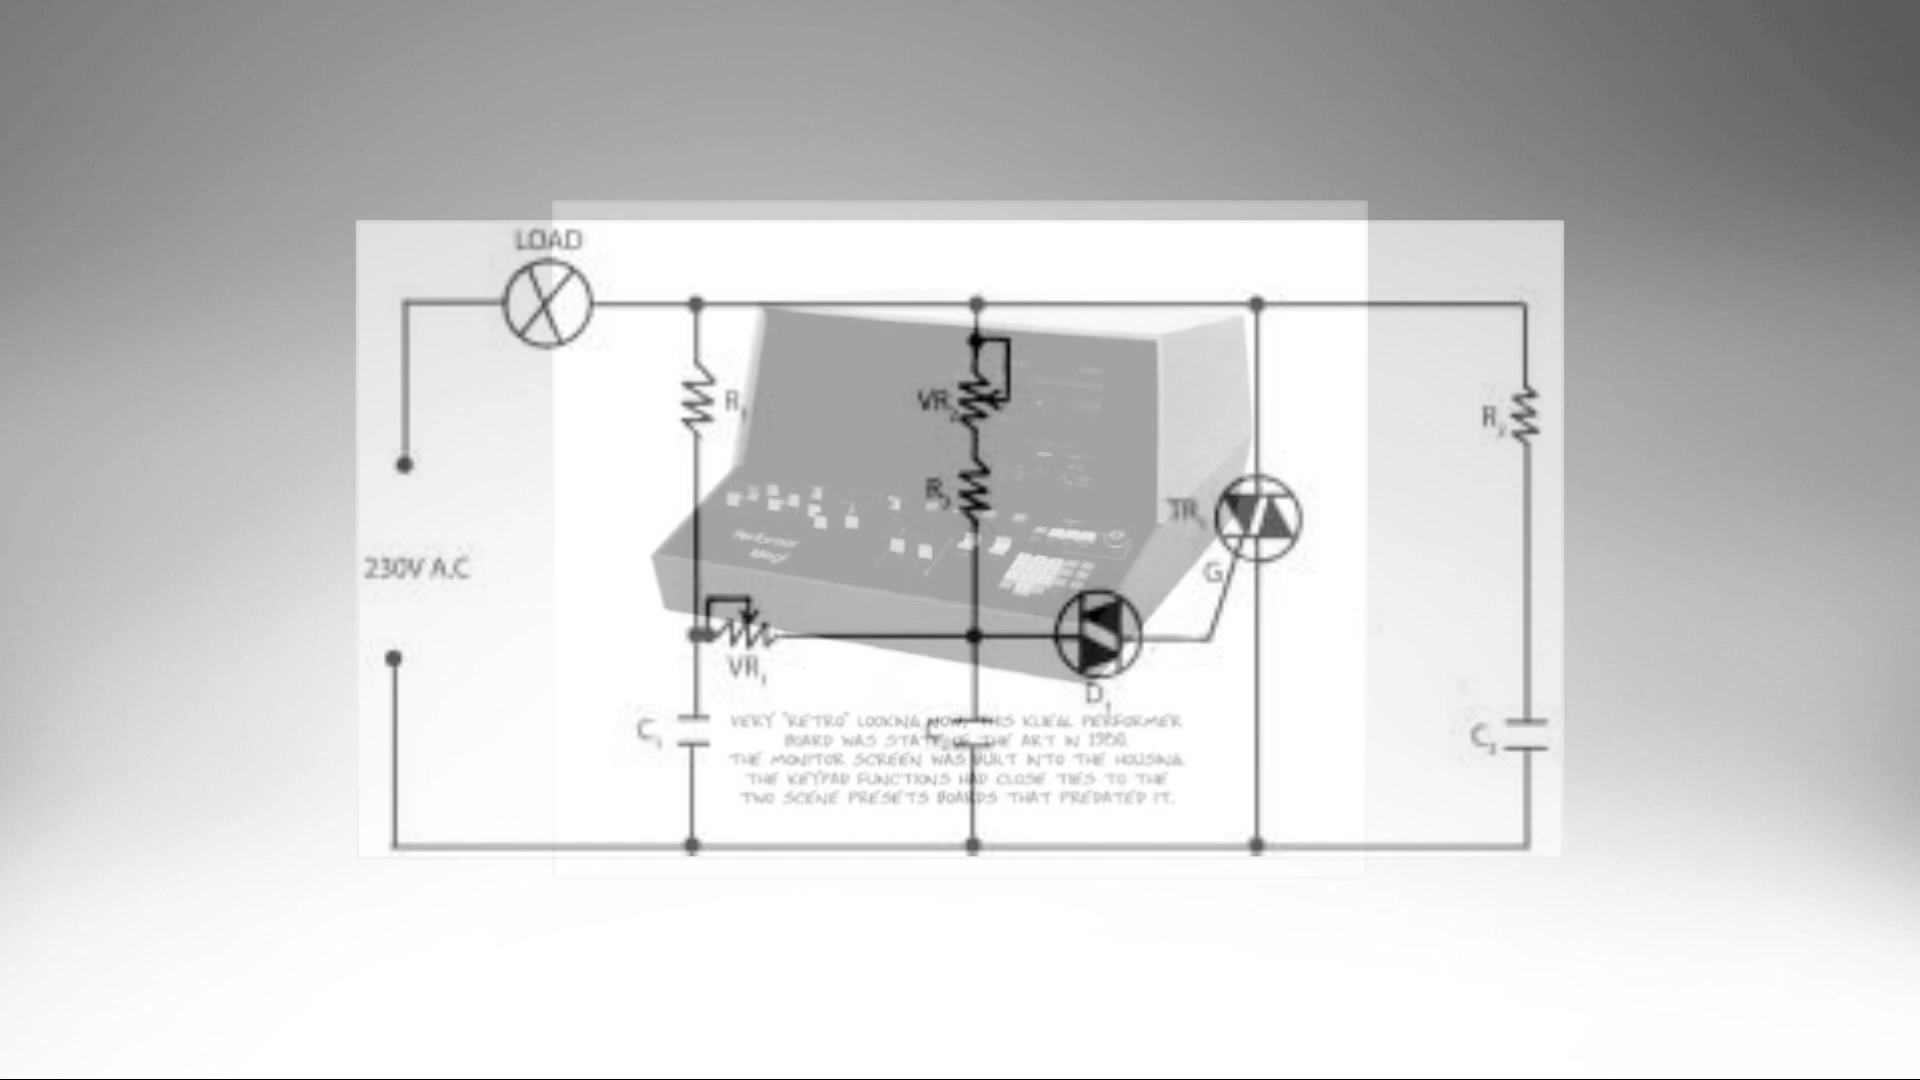 LOAD
R1
VR2
R2
R3
TR1
230V A.C
G
VR1
D1
C1
C2
C3
Performer
VERY "RETRO" LOOKING NOW, THIS KLIEGL PERFORMER
BOARD WAS STATE OF THE ART IN 1980.
THE MONITOR SCREEN WAS BUILT INTO THE HOUSING.
THE KEYPAD FUNCTIONS HAD CLOSE TIES TO THE
TWO SCENE PRESETS BOARDS THAT PREDATED IT.